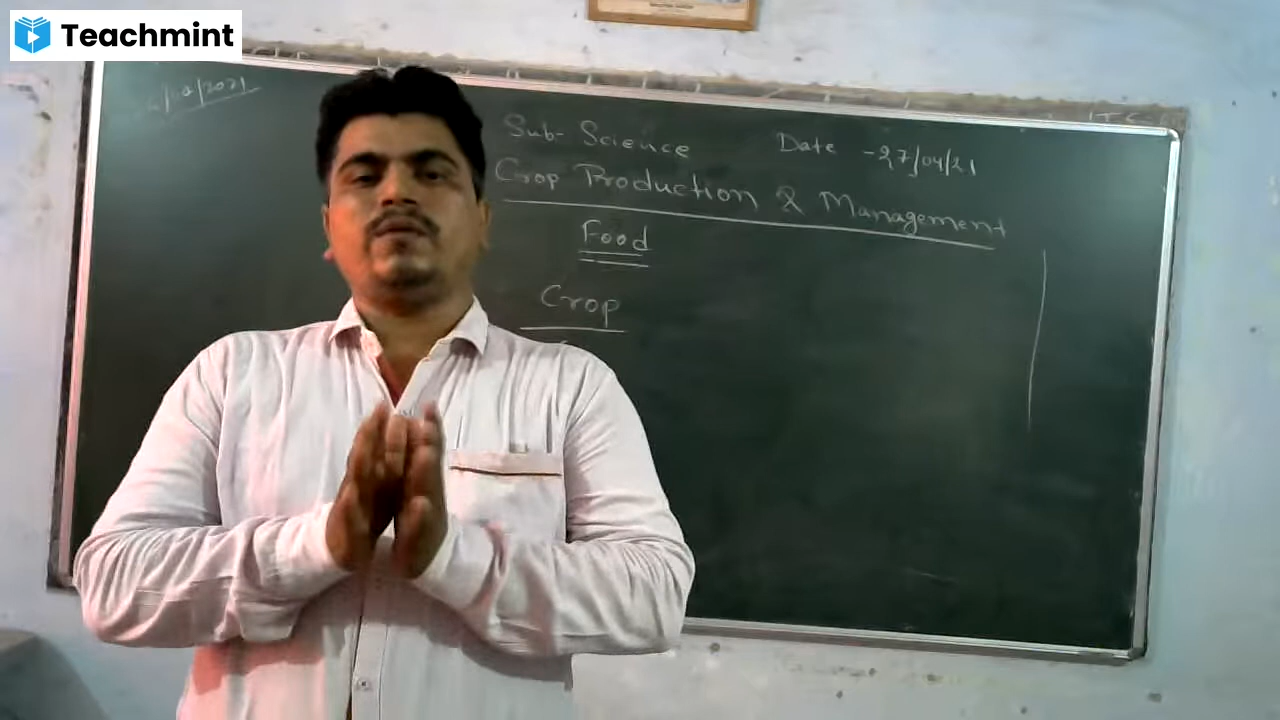 Teachmint
Sub- Science Date -27/04/21
Crop Production & Management
Food
Crop